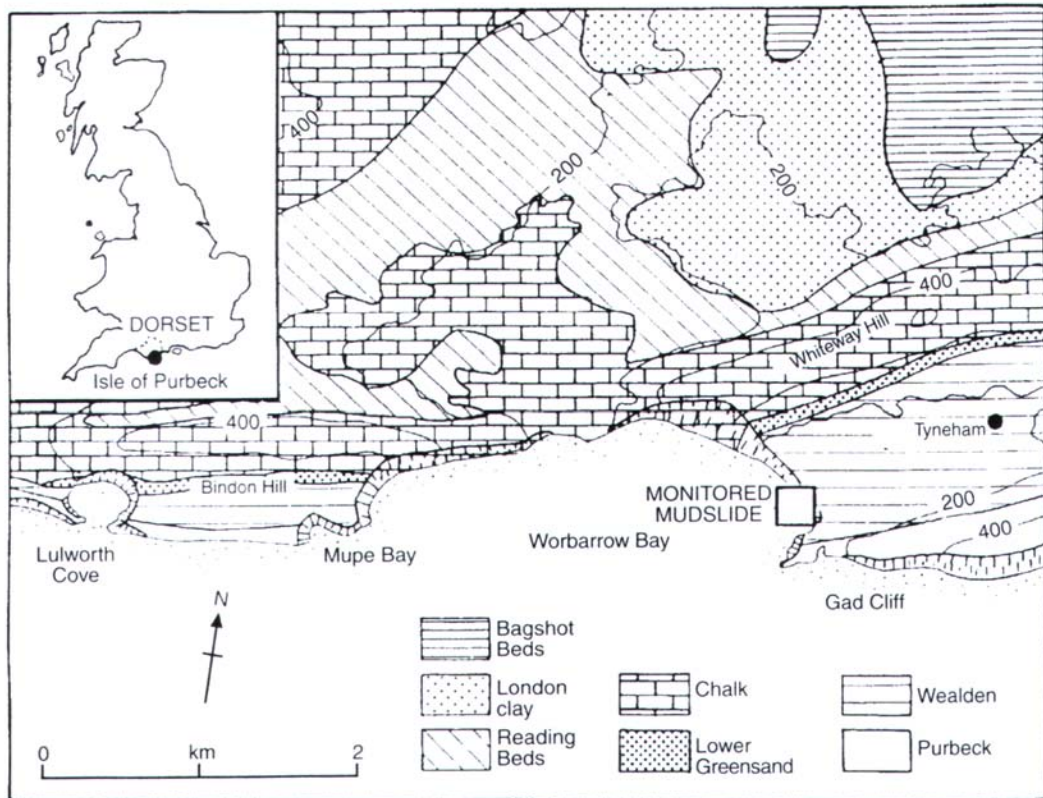 DORSET
Isle of Purbeck
400
200
200
400
Whiteway Hill
400
Tyneham
Bindon Hill
MONITORED
MUDSLIDE
200
400
Lulworth
Cove
Mupe Bay
Worbarrow Bay
Gad Cliff
N
Bagshot
Beds
London
clay
Chalk
Wealden
Reading
Beds
Lower
Greensand
Purbeck
0
km
2